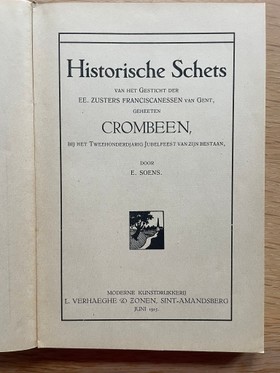 Historische Schets
VAN HET GESTICHT DER
EE. ZUSTERS FRANCISCANESSEN VAN GENT,
GEHEETEN
CROMBEEN,
BIJ HET TWEEHONDERDJARIG JUBELFEEST VAN ZIJN BESTAAN,
DOOR
E. SOENS.
MODERNE KUNSTDRUKKERIJ
L. VERHAEGHE & ZONEN, SINT-AMANDSBERG
JUNI